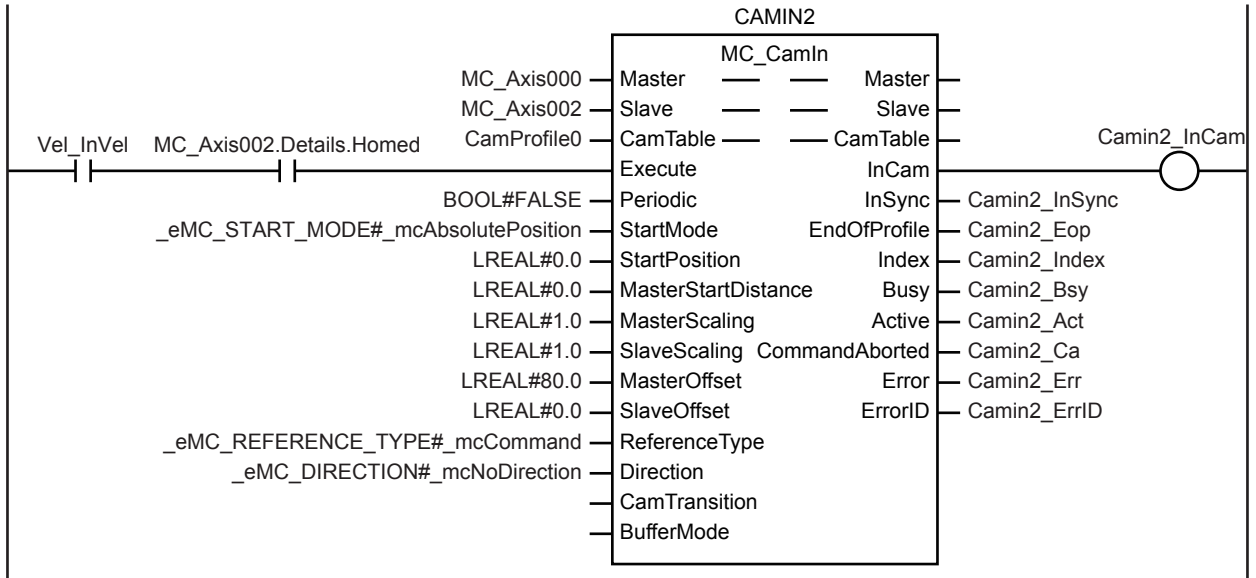 CAMIN2
MC_CamIn
MC_Axis000 Master Master
MC_Axis002 Slave Slave
CamProfile0 CamTable CamTable
Vel_InVel MC_Axis002.Details.Homed Execute InCam Camin2_InCam
BOOL#FALSE Periodic InSync Camin2_InSync
_eMC_START_MODE#_mcAbsolutePosition StartMode EndOfProfile Camin2_Eop
LREAL#0.0 StartPosition Index Camin2_Index
LREAL#0.0 MasterStartDistance Busy Camin2_Bsy
LREAL#1.0 MasterScaling Active Camin2_Act
LREAL#1.0 SlaveScaling CommandAborted Camin2_Ca
LREAL#80.0 MasterOffset Error Camin2_Err
LREAL#0.0 SlaveOffset ErrorID Camin2_ErrID
_eMC_REFERENCE_TYPE#_mcCommand ReferenceType
_eMC_DIRECTION#_mcNoDirection Direction
CamTransition
BufferMode